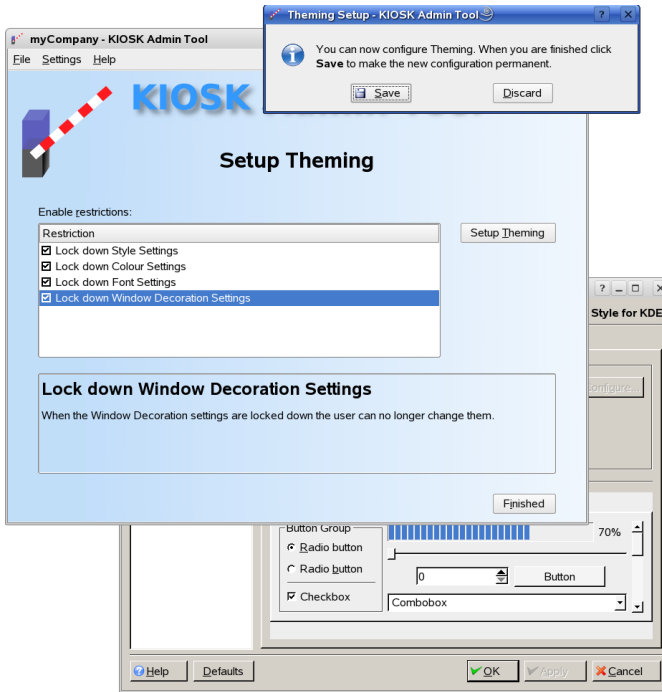 Theming Setup - KIOSK Admin Tool
You can now configure Theming. When you are finished click
Save to make the new configuration permanent.
Save
Discard
myCompany - KIOSK Admin Tool
File Settings Help
KIOSK
Setup Theming
Enable restrictions:
Restriction
Lock down Style Settings
Lock down Colour Settings
Lock down Font Settings
Lock down Window Decoration Settings
Setup Theming
Lock down Window Decoration Settings
When the Window Decoration settings are locked down the user can no longer change them.
Finished
Style for KDE
Configure...
Button Group
Radio button
Radio button
Checkbox
70%
0
Button
Combobox
Help
Defaults
OK
Apply
Cancel